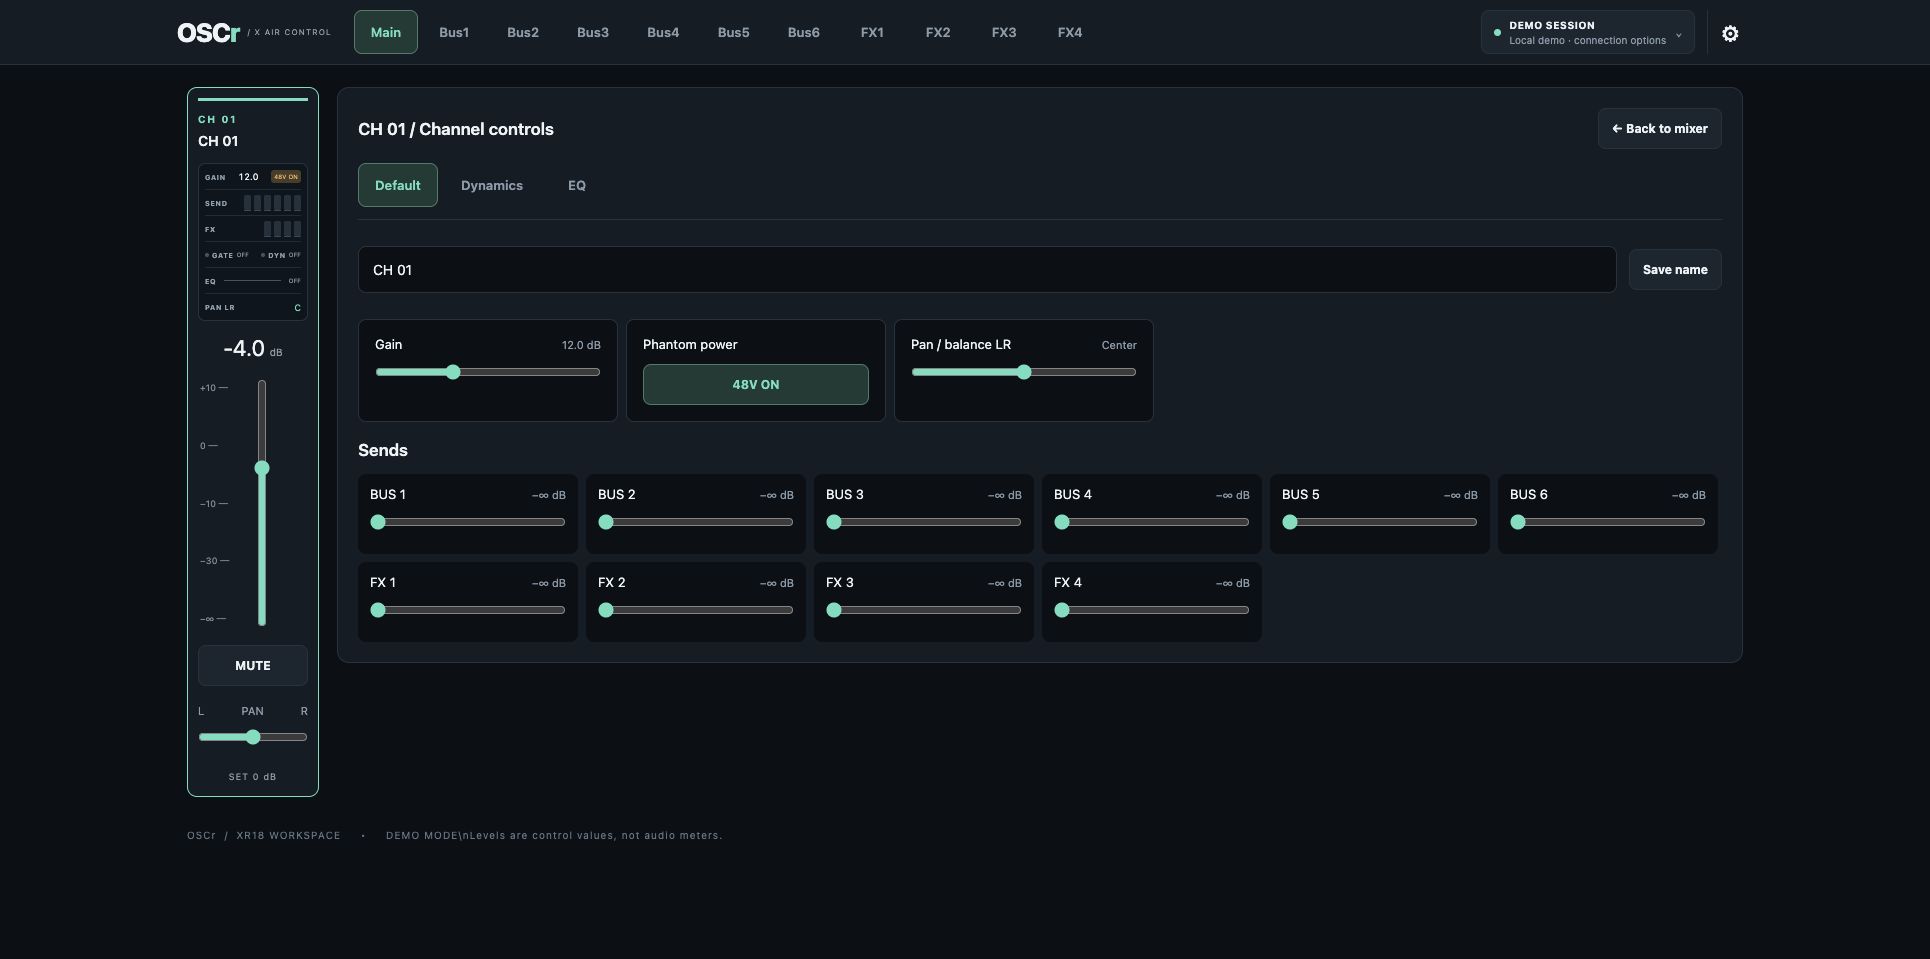 OSCr / X AIR CONTROL
Main
Bus1
Bus2
Bus3
Bus4
Bus5
Bus6
FX1
FX2
FX3
FX4
DEMO SESSION
Local demo · connection options
CH 01
CH 01
GAIN 12.0 48V ON
SEND
FX
GATE OFF DYN OFF
EQ OFF
PAN LR C
-4.0 dB
+10
0
−10
−30
−∞
MUTE
L PAN R
SET 0 dB
CH 01 / Channel controls
← Back to mixer
Default
Dynamics
EQ
CH 01
Save name
Gain 12.0 dB
Phantom power
48V ON
Pan / balance LR Center
Sends
BUS 1 −∞ dB
BUS 2 −∞ dB
BUS 3 −∞ dB
BUS 4 −∞ dB
BUS 5 −∞ dB
BUS 6 −∞ dB
FX 1 −∞ dB
FX 2 −∞ dB
FX 3 −∞ dB
FX 4 −∞ dB
OSCr / XR18 WORKSPACE • DEMO MODE\nLevels are control values, not audio meters.